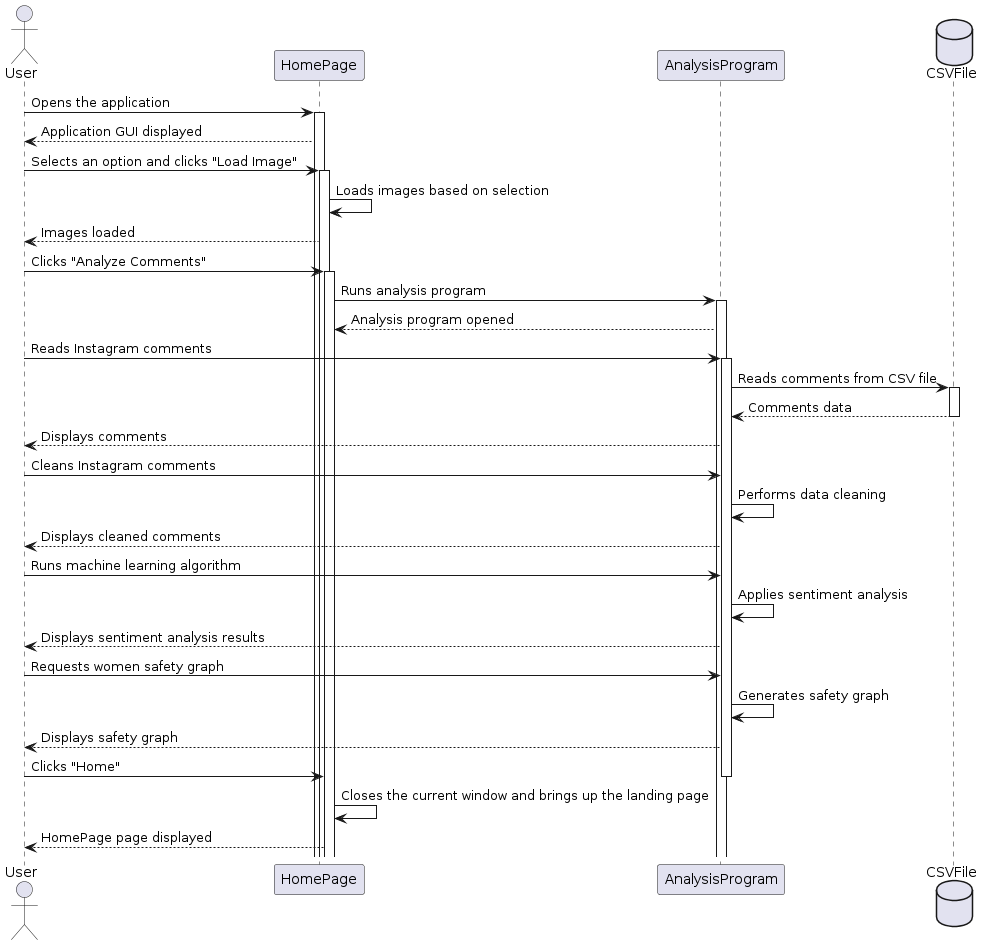 User
HomePage
AnalysisProgram
CSVFile
Opens the application
Application GUI displayed
Selects an option and clicks "Load Image"
Loads images based on selection
Images loaded
Clicks "Analyze Comments"
Runs analysis program
Analysis program opened
Reads Instagram comments
Reads comments from CSV file
Comments data
Displays comments
Cleans Instagram comments
Performs data cleaning
Displays cleaned comments
Runs machine learning algorithm
Applies sentiment analysis
Displays sentiment analysis results
Requests women safety graph
Generates safety graph
Displays safety graph
Clicks "Home"
Closes the current window and brings up the landing page
HomePage page displayed
User
HomePage
AnalysisProgram
CSVFile